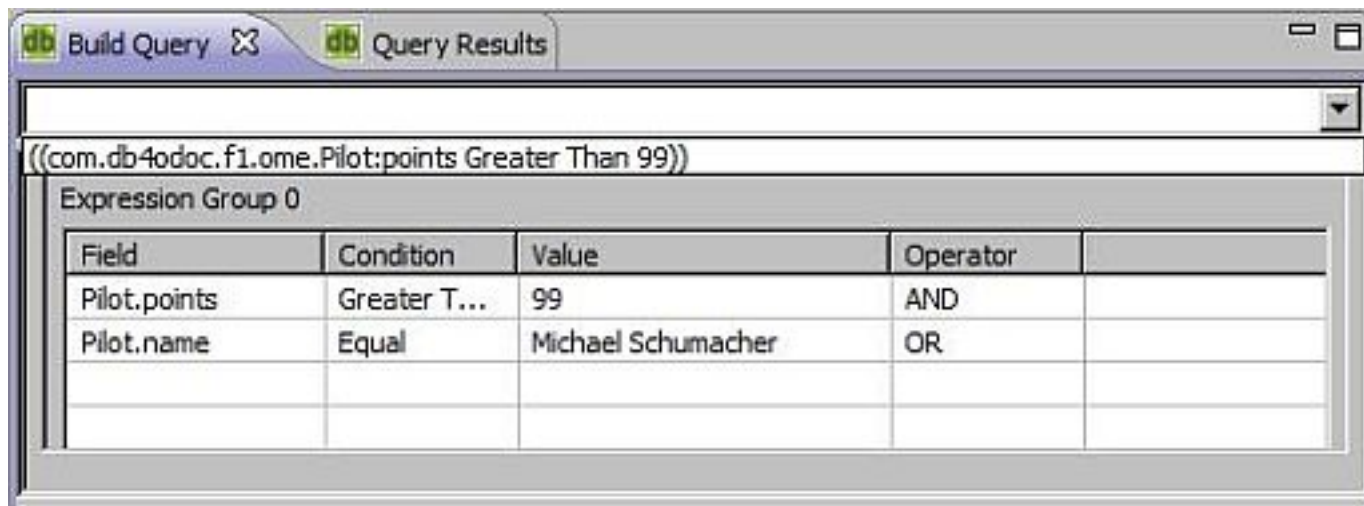 db Build Query db Query Results
((com.db4odoc.f1.ome.Pilot:points Greater Than 99))
Expression Group 0
Field Condition Value Operator
Pilot.points Greater T... 99 AND
Pilot.name Equal Michael Schumacher OR